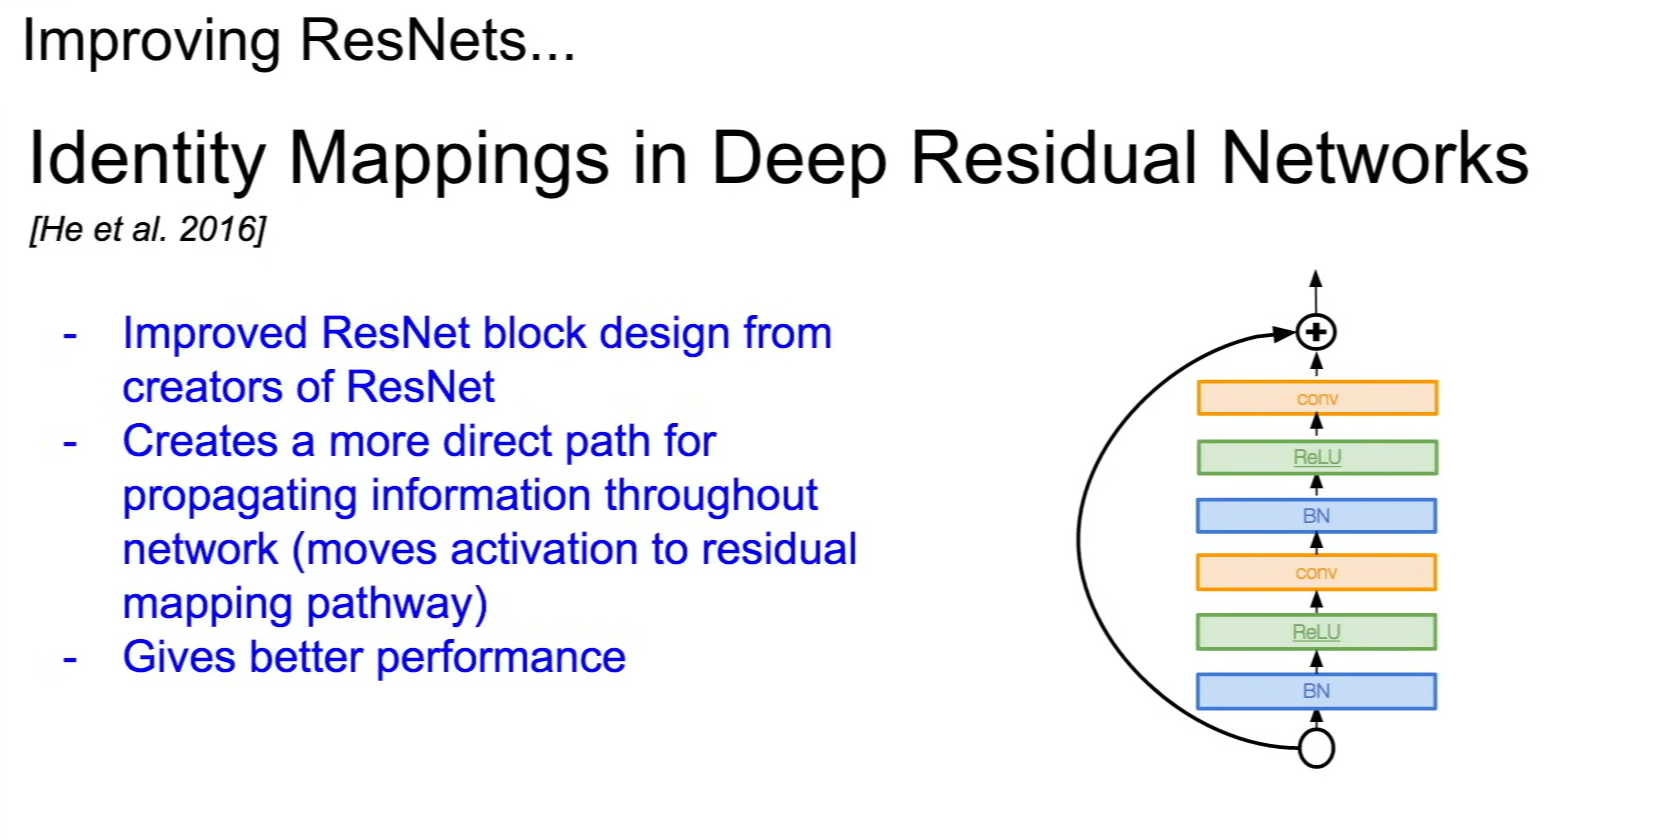 Improving ResNets...
Identity Mappings in Deep Residual Networks
[He et al. 2016]
- Improved ResNet block design from
creators of ResNet
- Creates a more direct path for
propagating information throughout
network (moves activation to residual
mapping pathway)
- Gives better performance
+
conv
ReLU
BN
conv
ReLU
BN